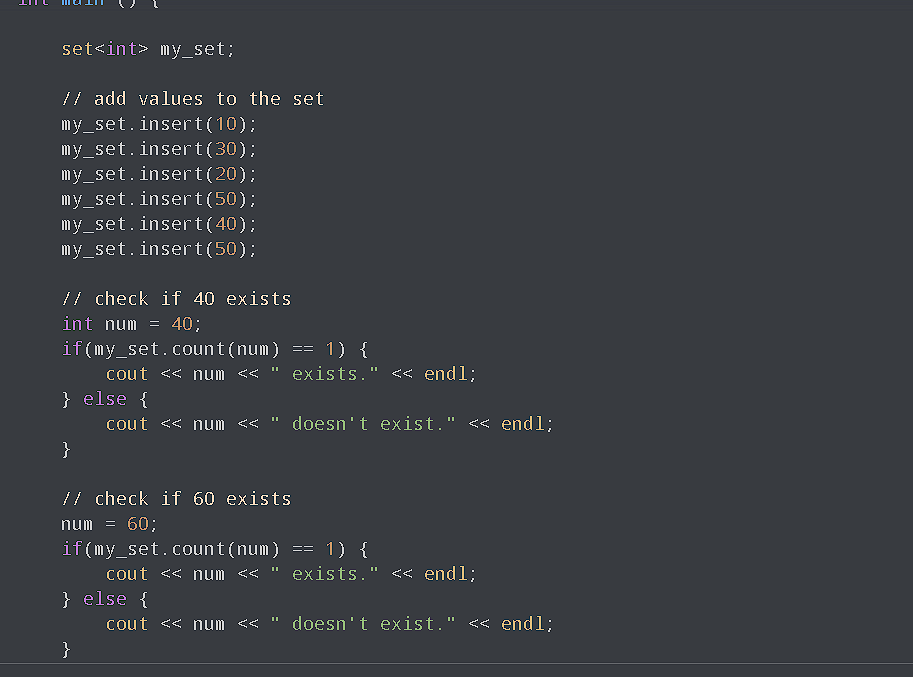 int main () {
set<int> my_set;
// add values to the set
my_set.insert(10);
my_set.insert(30);
my_set.insert(20);
my_set.insert(50);
my_set.insert(40);
my_set.insert(50);
// check if 40 exists
int num = 40;
if(my_set.count(num) == 1) {
cout << num << " exists." << endl;
} else {
cout << num << " doesn't exist." << endl;
}
// check if 60 exists
num = 60;
if(my_set.count(num) == 1) {
cout << num << " exists." << endl;
} else {
cout << num << " doesn't exist." << endl;
}